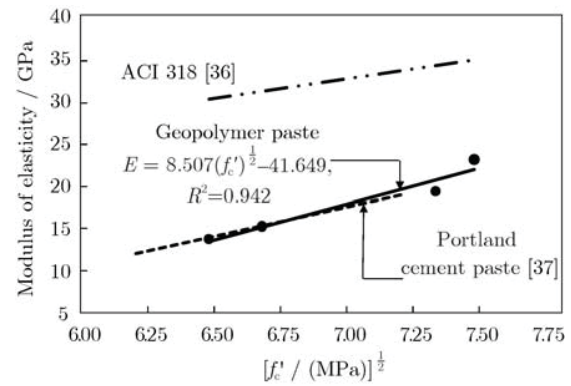 40
35
30
25
20
15
10
5
Modulus of elasticity / GPa
ACI 318 [36]
Geopolymer paste
E = 8.507(f_c')^{1/2}–41.649,
R²=0.942
Portland
cement paste [37]
6.00 6.25 6.50 6.75 7.00 7.25 7.50 7.75
[f_c' / (MPa)]^{1/2}